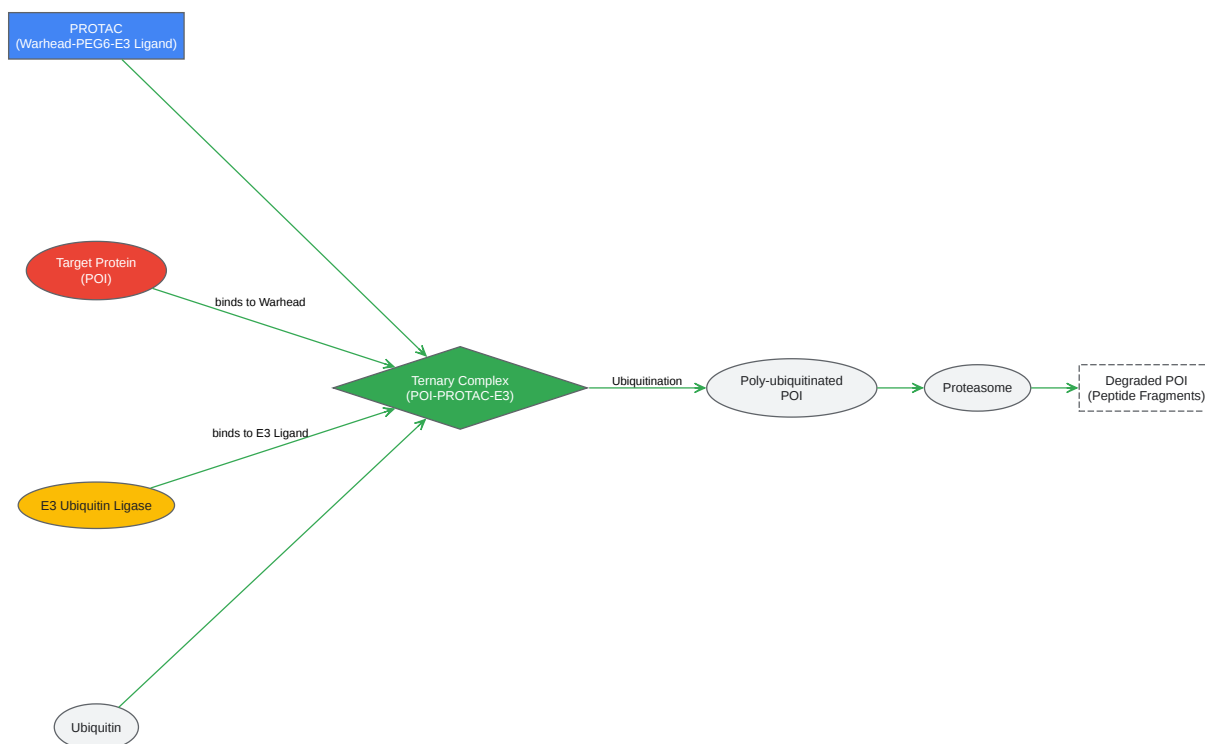 PROTAC
(Warhead-PEG6-E3 Ligand)
Target Protein
(POI)
binds to Warhead
Ternary Complex
(POI-PROTAC-E3)
Ubiquitination
Poly-ubiquitinated
POI
Proteasome
Degraded POI
(Peptide Fragments)
binds to E3 Ligand
E3 Ubiquitin Ligase
Ubiquitin